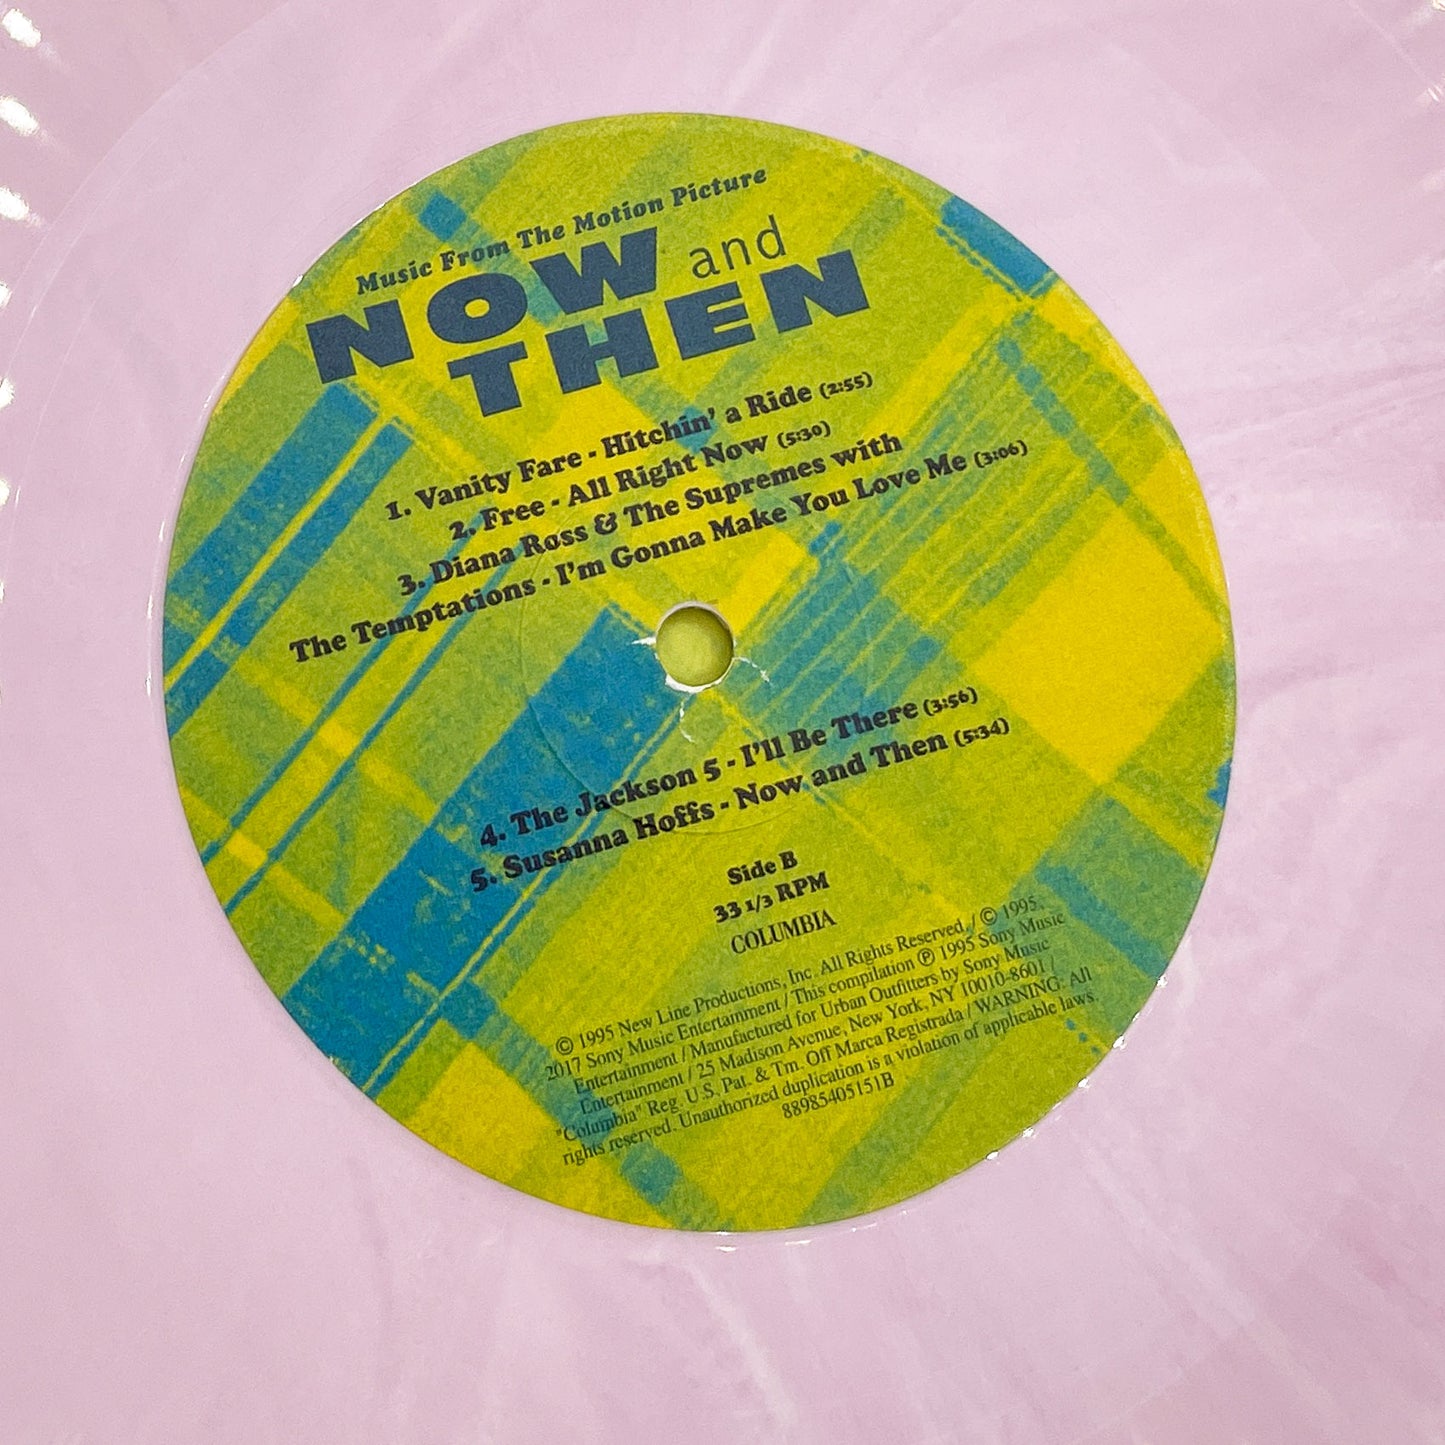 Music From The Motion Picture
NOW and
THEN
1. Vanity Fare - Hitchin' a Ride (2:55)
2. Free - All Right Now (5:30)
3. Diana Ross & The Supremes with
The Temptations - I'm Gonna Make You Love Me (3:06)
4. The Jackson 5 - I'll Be There (3:56)
5. Susanna Hoffs - Now and Then (5:34)
Side B
33 1/3 RPM
COLUMBIA
© 1995 New Line Productions, Inc. All Rights Reserved. / © 1995,
2017 Sony Music Entertainment / This compilation ℗ 1995 Sony Music
Entertainment / Manufactured for Urban Outfitters by Sony Music
Entertainment / 25 Madison Avenue, New York, NY 10010-8601 /
"Columbia" Reg. U.S. Pat. & Tm. Off Marca Registrada / WARNING: All
rights reserved. Unauthorized duplication is a violation of applicable laws.
88985405151B